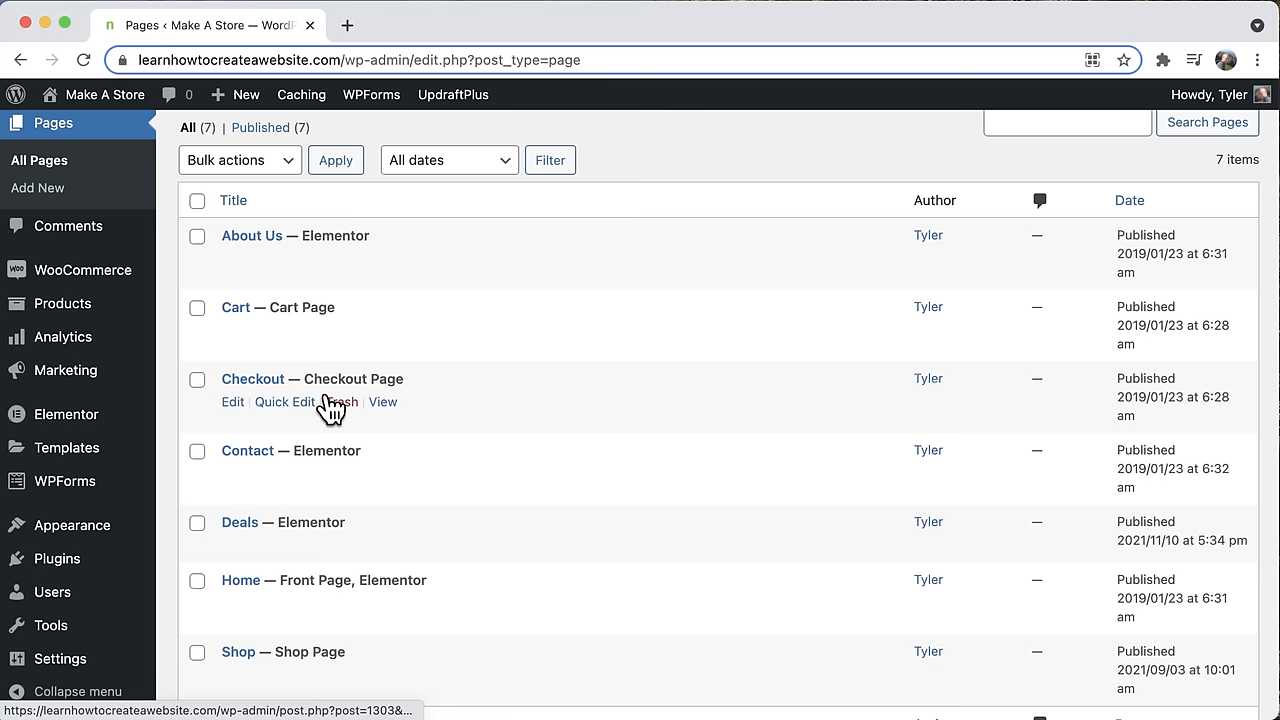 n Pages ‹ Make A Store — WordP
learnhowtocreateawebsite.com/wp-admin/edit.php?post_type=page
Make A Store 0 New Caching WPForms UpdraftPlus Howdy, Tyler
Pages
All Pages
Add New
Comments
woo WooCommerce
Products
Analytics
Marketing
Elementor
Templates
WPForms
Appearance
Plugins
Users
Tools
Settings
Collapse menu
All (7) | Published (7)
Search Pages
Bulk actions Apply All dates Filter
7 items
Title Author Date
About Us — Elementor Tyler — Published
2019/01/23 at 6:31
am
Cart — Cart Page Tyler — Published
2019/01/23 at 6:28
am
Checkout — Checkout Page Tyler — Published
2019/01/23 at 6:28
am
Edit | Quick Edit | Trash | View
Contact — Elementor Tyler — Published
2019/01/23 at 6:32
am
Deals — Elementor Tyler — Published
2021/11/10 at 5:34 pm
Home — Front Page, Elementor Tyler — Published
2019/01/23 at 6:31
am
Shop — Shop Page Tyler — Published
2021/09/03 at 10:01
am
https://learnhowtocreateawebsite.com/wp-admin/post.php?post=1303&...